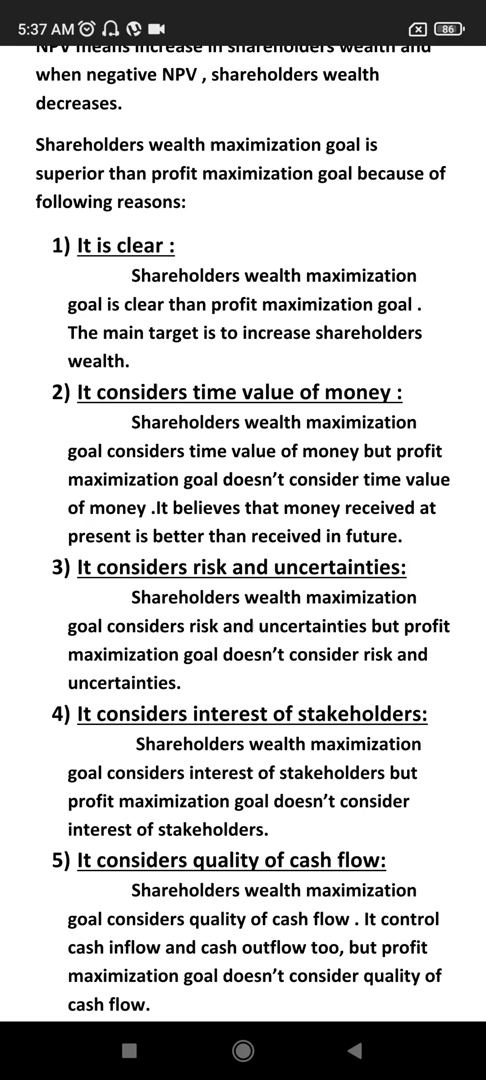 5:37 AM
86
NPV means increase in shareholders wealth and
when negative NPV , shareholders wealth
decreases.
Shareholders wealth maximization goal is
superior than profit maximization goal because of
following reasons:
1) It is clear :
Shareholders wealth maximization
goal is clear than profit maximization goal .
The main target is to increase shareholders
wealth.
2) It considers time value of money :
Shareholders wealth maximization
goal considers time value of money but profit
maximization goal doesn’t consider time value
of money .It believes that money received at
present is better than received in future.
3) It considers risk and uncertainties:
Shareholders wealth maximization
goal considers risk and uncertainties but profit
maximization goal doesn’t consider risk and
uncertainties.
4) It considers interest of stakeholders:
Shareholders wealth maximization
goal considers interest of stakeholders but
profit maximization goal doesn’t consider
interest of stakeholders.
5) It considers quality of cash flow:
Shareholders wealth maximization
goal considers quality of cash flow . It control
cash inflow and cash outflow too, but profit
maximization goal doesn’t consider quality of
cash flow.